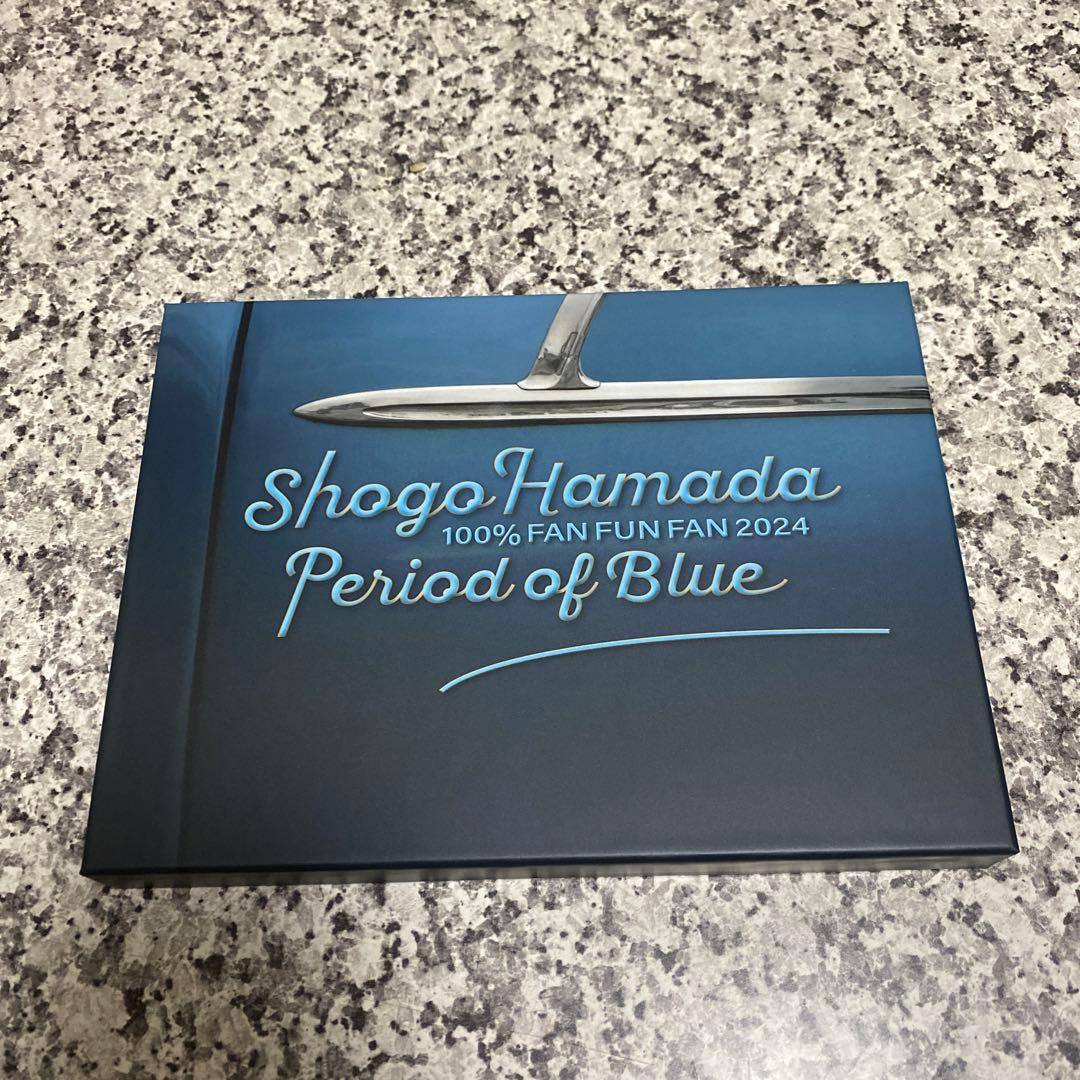 Shogo Hamada
100% FAN FUN FAN 2024
Period of Blue